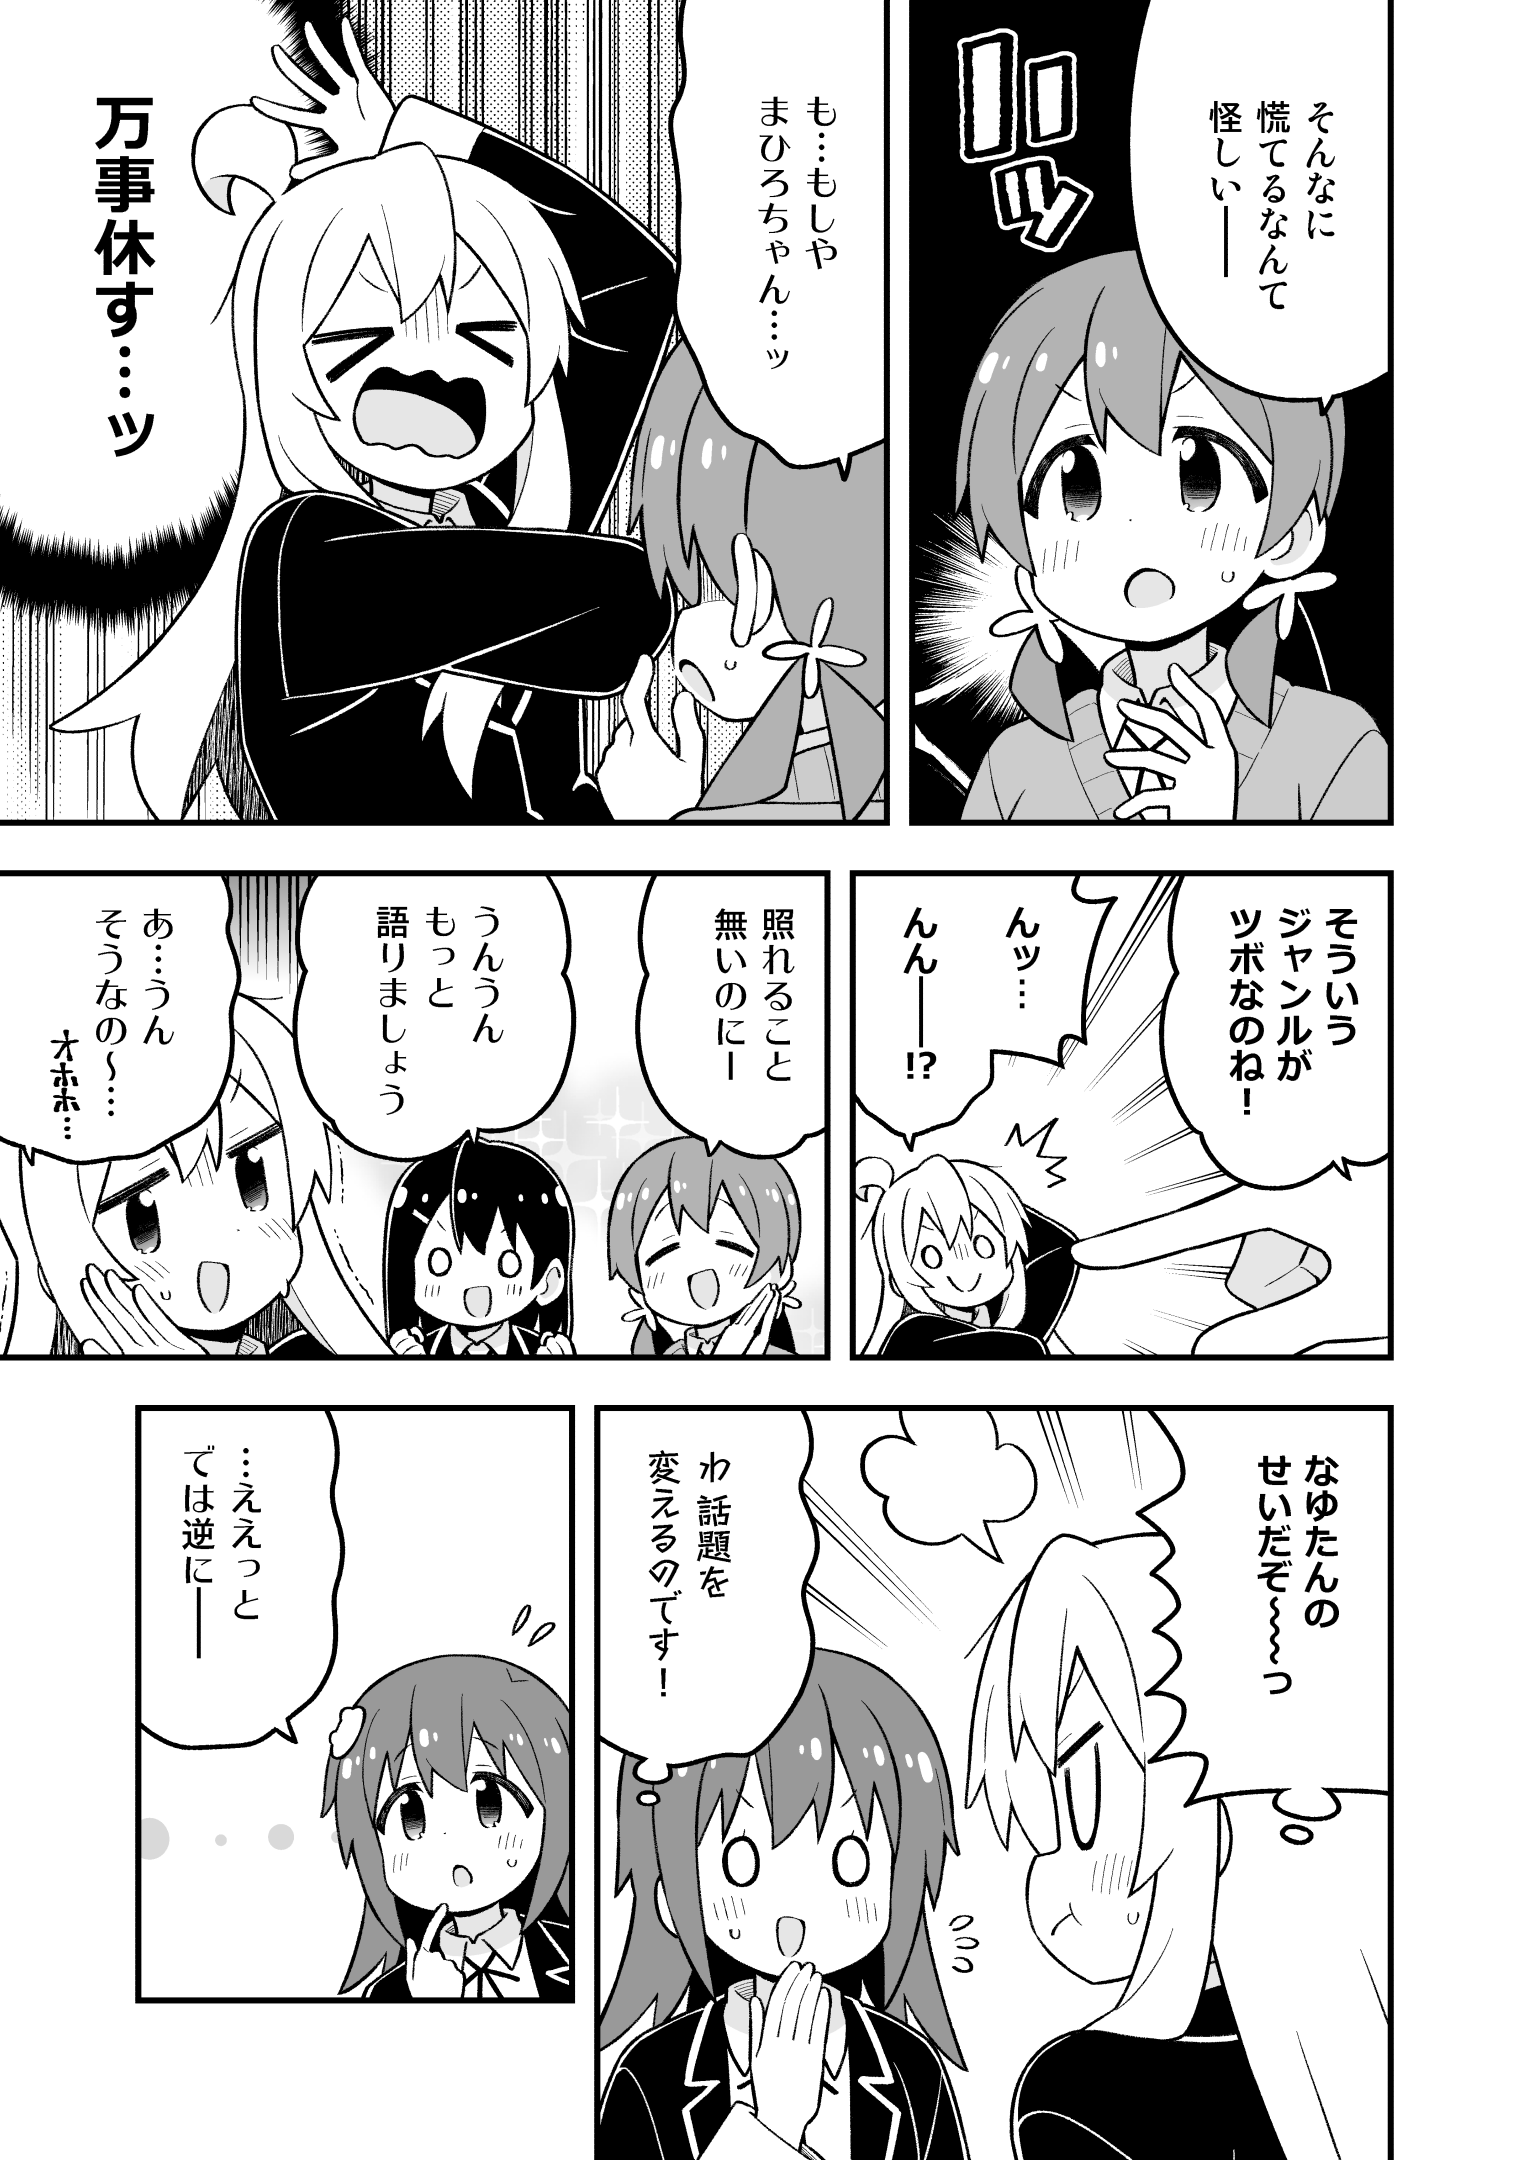 そんなに
慌てるなんて
怪しい──
ロロッ
も…もしや
まひろちゃん…ッ
万事休す…ッ
そういう
ジャンルが
ツボなのね！
んッ…
んん──!?
照れること
無いのにー
うんうん
もっと
語りましょう
あ…うん
そうなの～…
オホホ…
なゆたんの
せいだぞ～～～っ
わ 話題を
変えるのです！
…ええっと
では逆に──